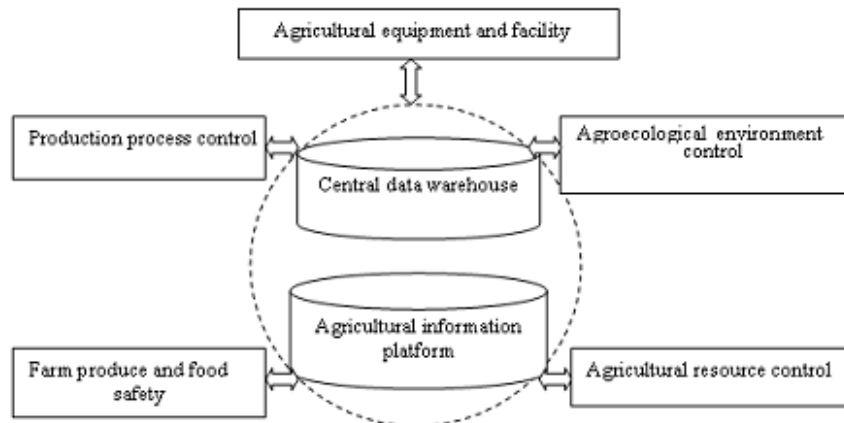 Agricultural equipment and facility
Production process control
Agroecological environment
control
Central data warehouse
Agricultural information
platform
Farm produce and food
safety
Agricultural resource control